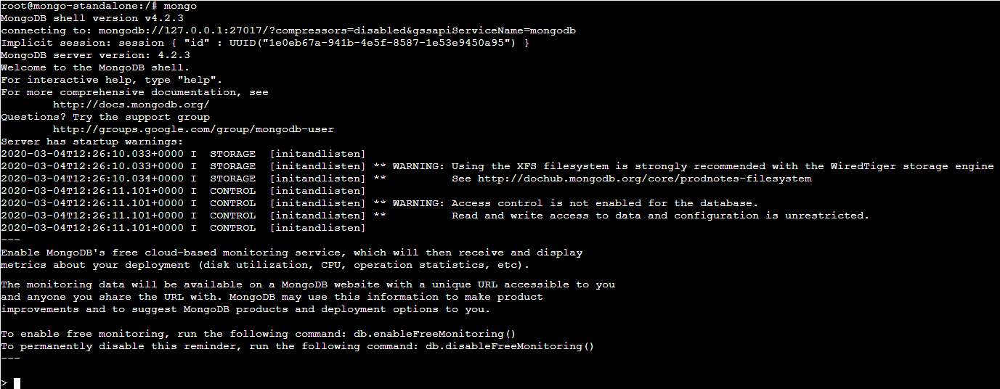 root@mongo-standalone:/# mongo
MongoDB shell version v4.2.3
connecting to: mongodb://127.0.0.1:27017/?compressors=disabled&gssapiServiceName=mongodb
Implicit session: session { "id" : UUID("1e0eb67a-941b-4e5f-8587-1e53e9450a95") }
MongoDB server version: 4.2.3
Welcome to the MongoDB shell.
For interactive help, type "help".
For more comprehensive documentation, see
        http://docs.mongodb.org/
Questions? Try the support group
        http://groups.google.com/group/mongodb-user
Server has startup warnings:
2020-03-04T12:26:10.033+0000 I  STORAGE  [initandlisten]
2020-03-04T12:26:10.033+0000 I  STORAGE  [initandlisten] ** WARNING: Using the XFS filesystem is strongly recommended with the WiredTiger storage engine
2020-03-04T12:26:10.034+0000 I  STORAGE  [initandlisten] **          See http://dochub.mongodb.org/core/prodnotes-filesystem
2020-03-04T12:26:11.101+0000 I  CONTROL  [initandlisten]
2020-03-04T12:26:11.101+0000 I  CONTROL  [initandlisten] ** WARNING: Access control is not enabled for the database.
2020-03-04T12:26:11.101+0000 I  CONTROL  [initandlisten] **          Read and write access to data and configuration is unrestricted.
2020-03-04T12:26:11.101+0000 I  CONTROL  [initandlisten]
---
Enable MongoDB's free cloud-based monitoring service, which will then receive and display
metrics about your deployment (disk utilization, CPU, operation statistics, etc).
The monitoring data will be available on a MongoDB website with a unique URL accessible to you
and anyone you share the URL with. MongoDB may use this information to make product
improvements and to suggest MongoDB products and deployment options to you.
To enable free monitoring, run the following command: db.enableFreeMonitoring()
To permanently disable this reminder, run the following command: db.disableFreeMonitoring()
---
>